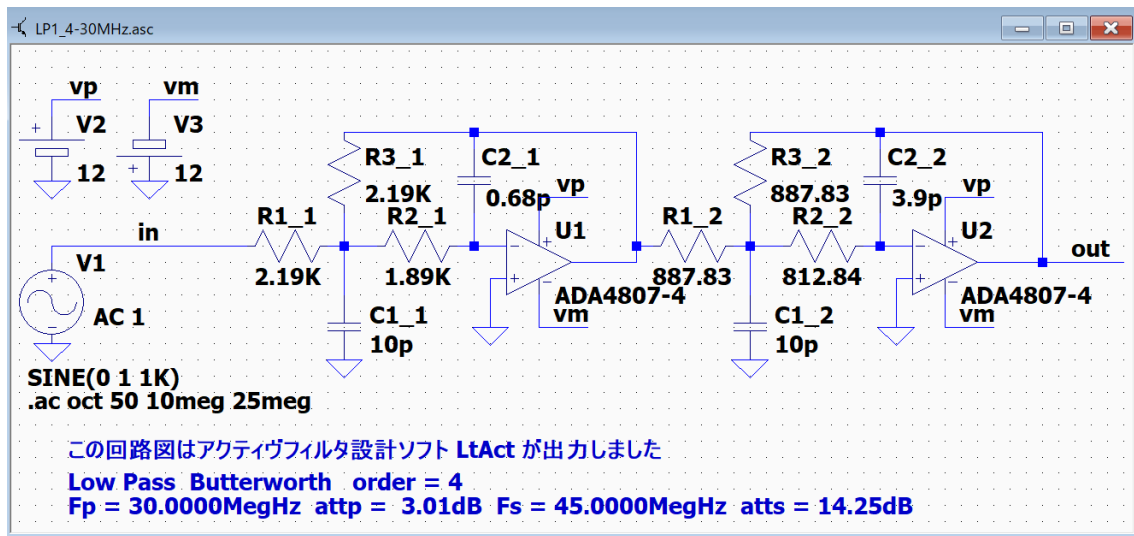 LP1_4-30MHz.asc
vp
vm
V2
V3
12
12
R3_1
2.19K
C2_1
0.68p
vp
R3_2
887.83
C2_2
3.9p
vp
in
R1_1
2.19K
R2_1
1.89K
U1
R1_2
887.83
R2_2
812.84
U2
out
V1
AC 1
ADA4807-4
vm
ADA4807-4
vm
C1_1
10p
C1_2
10p
SINE(0 1 1K)
.ac oct 50 10meg 25meg
この回路図はアクティヴフィルタ設計ソフト LtAct が出力しました
Low Pass Butterworth order = 4
Fp = 30.0000MegHz attp = 3.01dB Fs = 45.0000MegHz atts = 14.25dB